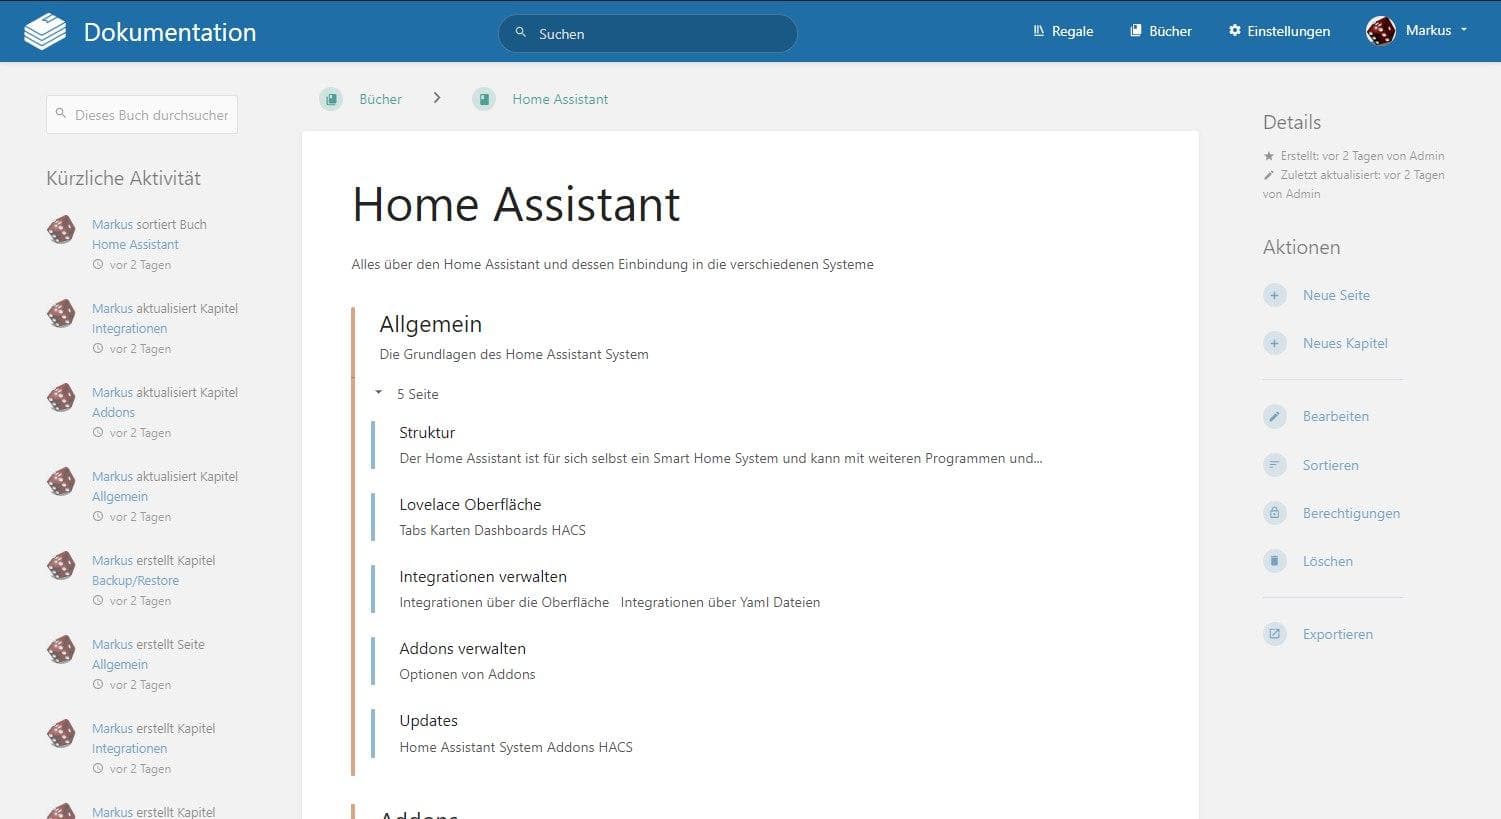 Dokumentation
Suchen
Regale
Bücher
Einstellungen
Markus
Dieses Buch durchsuchen
Kürzliche Aktivität
Markus sortiert Buch
Home Assistant
vor 2 Tagen
Markus aktualisiert Kapitel
Integrationen
vor 2 Tagen
Markus aktualisiert Kapitel
Addons
vor 2 Tagen
Markus aktualisiert Kapitel
Allgemein
vor 2 Tagen
Markus erstellt Kapitel
Backup/Restore
vor 2 Tagen
Markus erstellt Seite
Allgemein
vor 2 Tagen
Markus erstellt Kapitel
Integrationen
vor 2 Tagen
Markus erstellt Kapitel
Bücher
Home Assistant
Home Assistant
Alles über den Home Assistant und dessen Einbindung in die verschiedenen Systeme
Allgemein
Die Grundlagen des Home Assistant System
5 Seite
Struktur
Der Home Assistant ist für sich selbst ein Smart Home System und kann mit weiteren Programmen und...
Lovelace Oberfläche
Tabs Karten Dashboards HACS
Integrationen verwalten
Integrationen über die Oberfläche   Integrationen über Yaml Dateien
Addons verwalten
Optionen von Addons
Updates
Home Assistant System Addons HACS
Addons
Details
Erstellt: vor 2 Tagen von Admin
Zuletzt aktualisiert: vor 2 Tagen
von Admin
Aktionen
Neue Seite
Neues Kapitel
Bearbeiten
Sortieren
Berechtigungen
Löschen
Exportieren